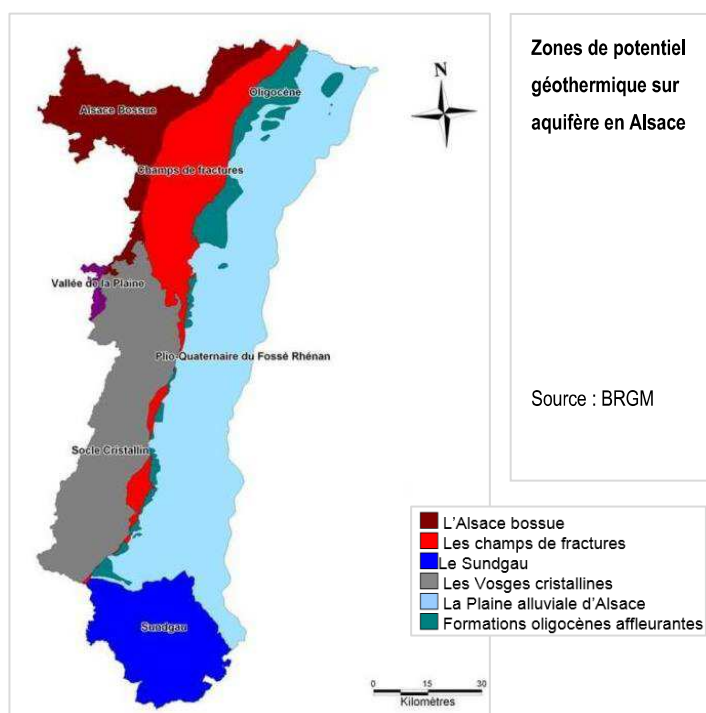 Zones de potentiel
géothermique sur
aquifère en Alsace
Source : BRGM
N
Oligocène
Alsace Bossue
Champs de fractures
Vallée de la Plaine
Plio-Quaternaire du Fossé Rhénan
Socle Cristallin
Sundgau
L'Alsace bossue
Les champs de fractures
Le Sundgau
Les Vosges cristallines
La Plaine alluviale d'Alsace
Formations oligocènes affleurantes
0 15 30
Kilomètres